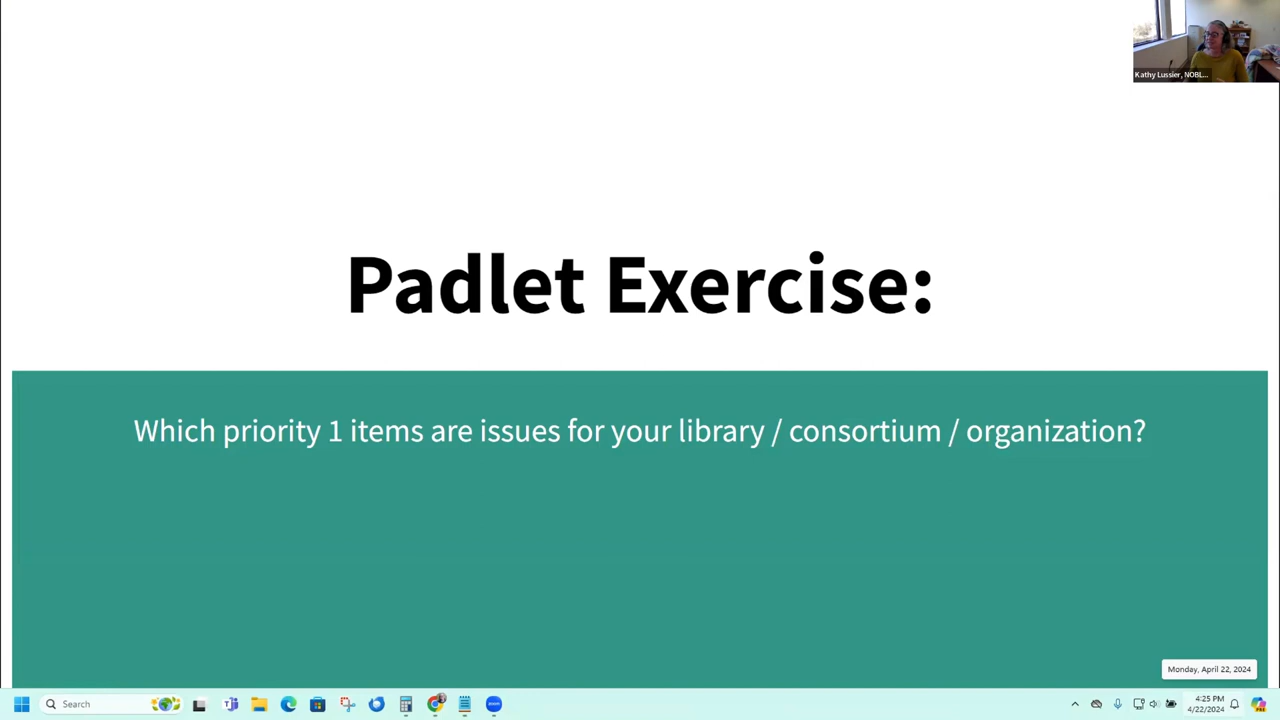 Kathy Lussier, NOBL...
Padlet Exercise:
Which priority 1 items are issues for your library / consortium / organization?
Monday, April 22, 2024
Search
4:25 PM
4/22/2024